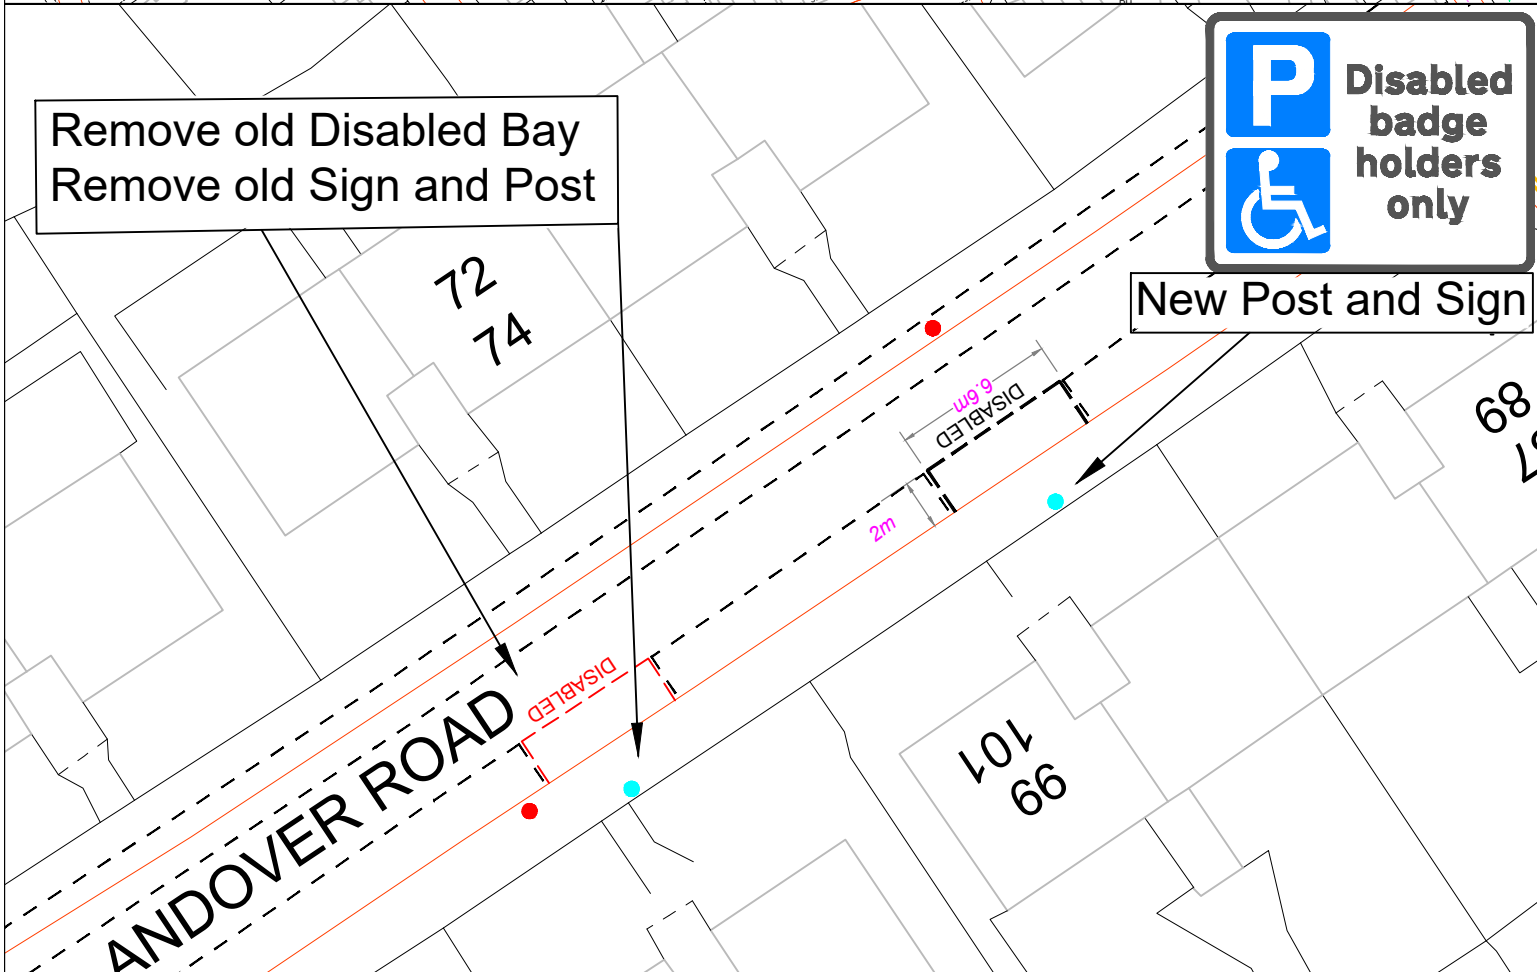 Remove old Disabled Bay
Remove old Sign and Post
P
Disabled
badge
holders
only
New Post and Sign
72
74
6.6m
DISABLED
2m
89
DISABLED
ANDOVER ROAD
101
99